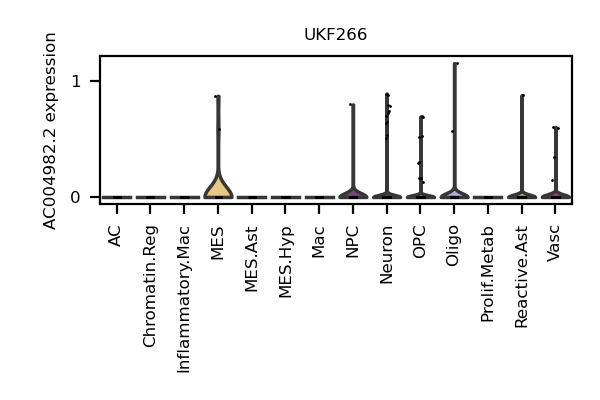 UKF266
AC004982.2 expression
1
0
AC
Chromatin.Reg
Inflammatory.Mac
MES
MES.Ast
MES.Hyp
Mac
NPC
Neuron
OPC
Oligo
Prolif.Metab
Reactive.Ast
Vasc